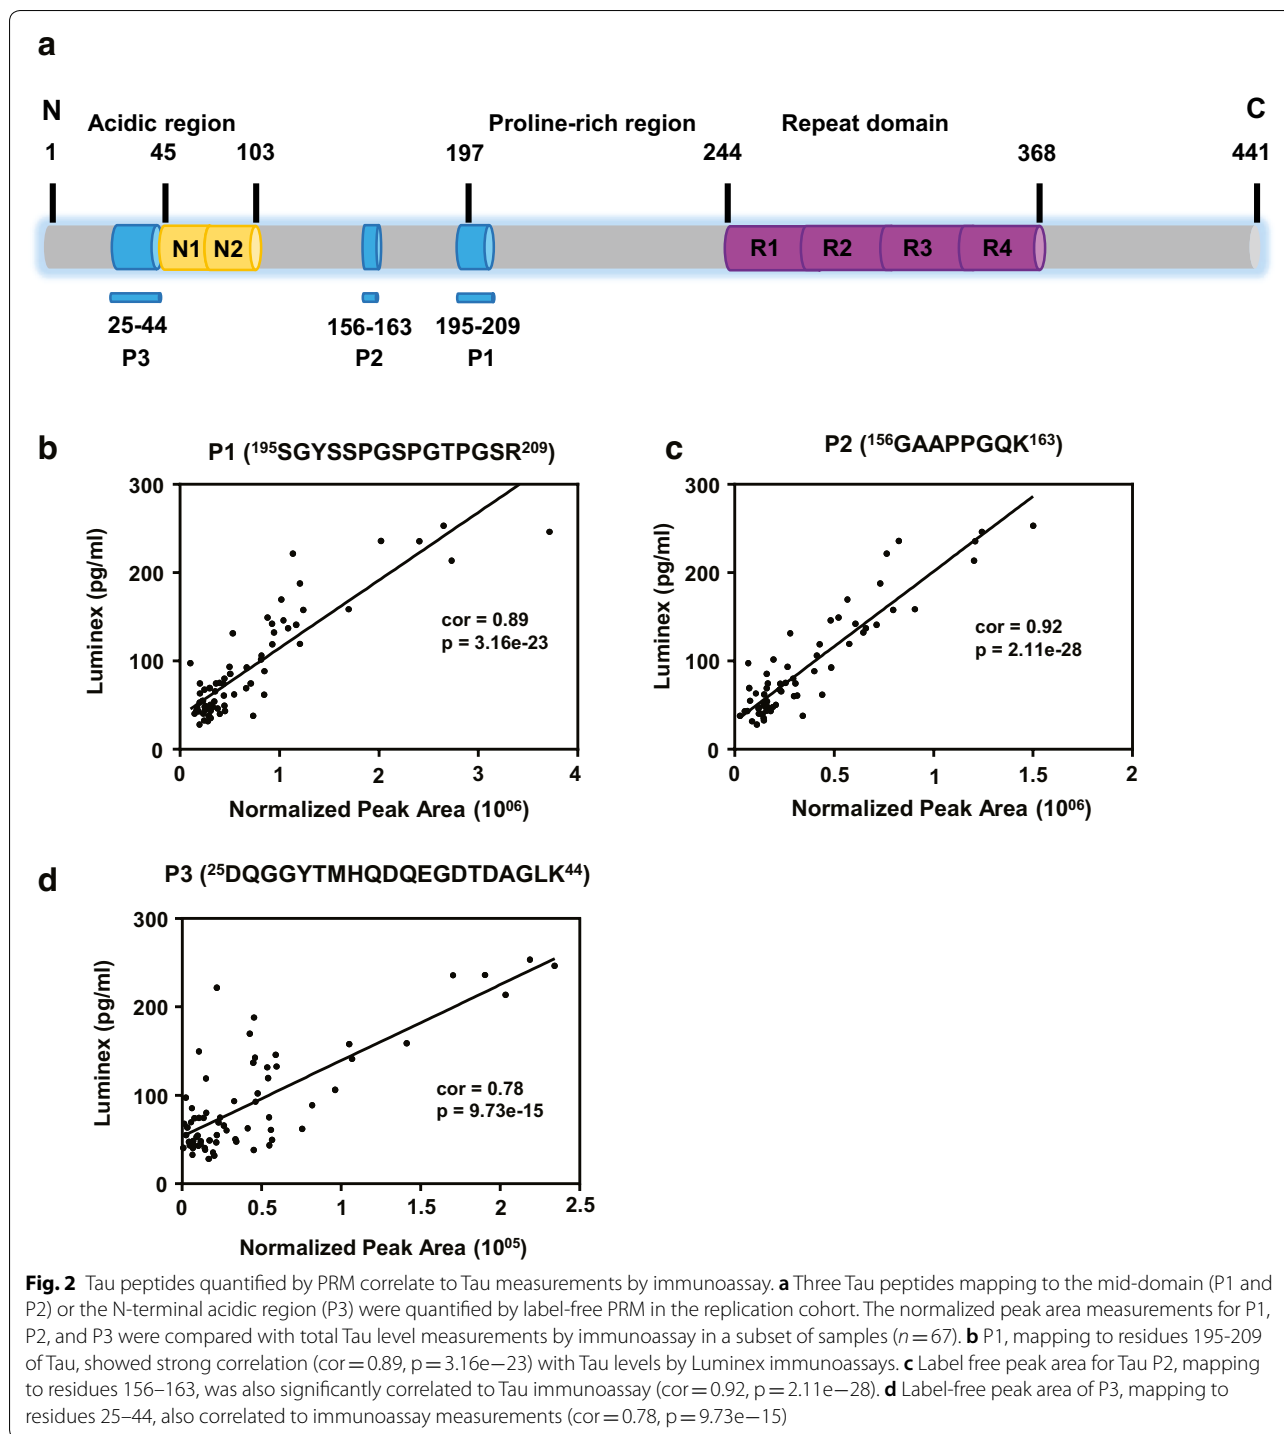 a
N
C
Acidic region
Proline-rich region
Repeat domain
1
45
103
197
244
368
441
N1
N2
R1
R2
R3
R4
25-44
156-163
195-209
P3
P2
P1
b
P1 (¹⁹⁵SGYSSPGSPGTPGSR²⁰⁹)
300
200
100
0
Luminex (pg/ml)
cor = 0.89
p = 3.16e-23
0 1 2 3 4
Normalized Peak Area (10⁰⁶)
c
P2 (¹⁵⁶GAAPPGQK¹⁶³)
300
200
100
0
Luminex (pg/ml)
cor = 0.92
p = 2.11e-28
0 0.5 1 1.5 2
Normalized Peak Area (10⁰⁶)
d
P3 (²⁵DQGGYTMHQDQEGDTDAGLK⁴⁴)
300
200
100
0
Luminex (pg/ml)
cor = 0.78
p = 9.73e-15
0 0.5 1 2 2.5
Normalized Peak Area (10⁰⁵)
Fig. 2 Tau peptides quantified by PRM correlate to Tau measurements by immunoassay. a Three Tau peptides mapping to the mid-domain (P1 and
P2) or the N-terminal acidic region (P3) were quantified by label-free PRM in the replication cohort. The normalized peak area measurements for P1,
P2, and P3 were compared with total Tau level measurements by immunoassay in a subset of samples (n = 67). b P1, mapping to residues 195-209
of Tau, showed strong correlation (cor = 0.89, p = 3.16e−23) with Tau levels by Luminex immunoassays. c Label free peak area for Tau P2, mapping
to residues 156–163, was also significantly correlated to Tau immunoassay (cor = 0.92, p = 2.11e−28). d Label-free peak area of P3, mapping to
residues 25–44, also correlated to immunoassay measurements (cor = 0.78, p = 9.73e−15)